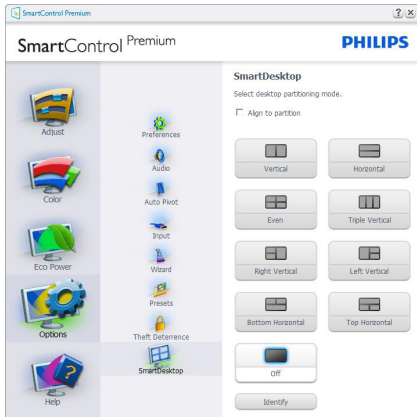 SmartControl Premium
SmartControl Premium
PHILIPS
Adjust
Color
Eco Power
Options
Help
Preferences
Audio
Auto Pivot
Input
Wizard
Presets
Theft Deterrence
SmartDesktop
SmartDesktop
Select desktop partitioning mode.
Align to partition
Vertical
Horizontal
Even
Triple Vertical
Right Vertical
Left Vertical
Bottom Horizontal
Top Horizontal
Off
Identify